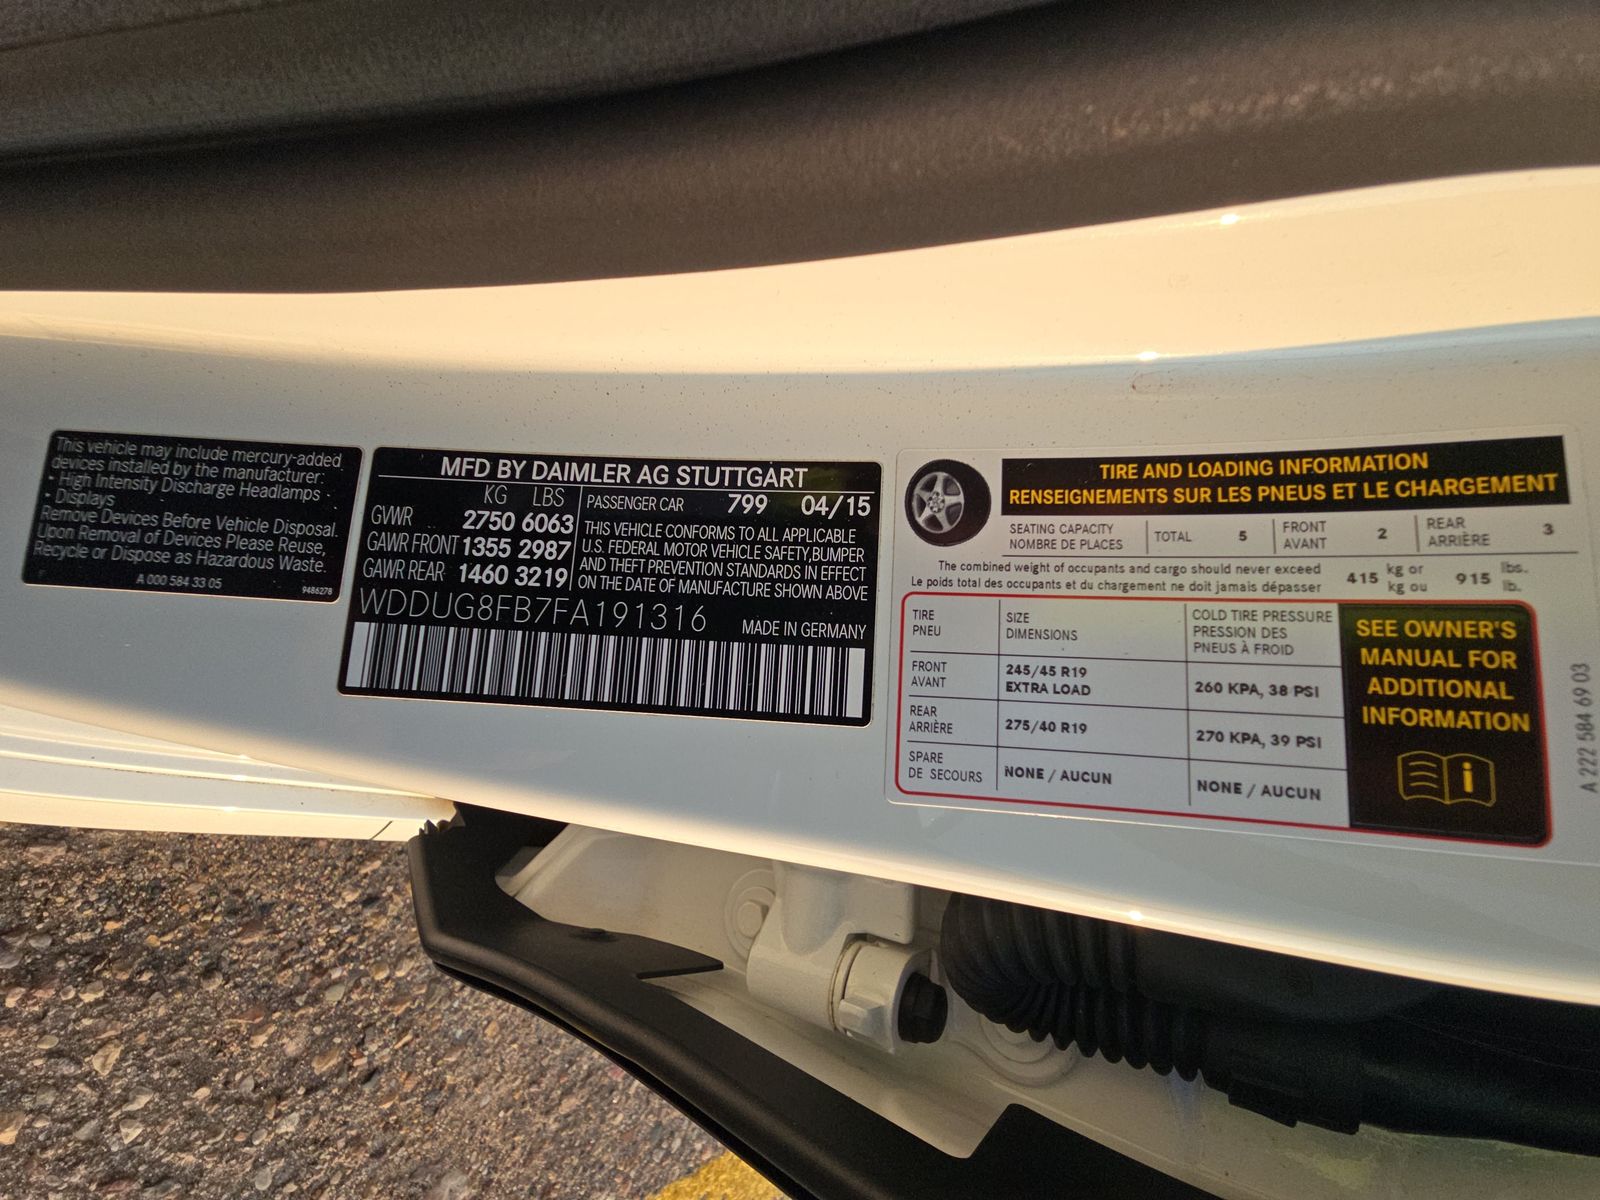 This vehicle may include mercury-added
devices installed by the manufacturer:
- High Intensity Discharge Headlamps -
- Displays
Remove Devices Before Vehicle Disposal.
Upon Removal of Devices Please Reuse,
Recycle or Dispose as Hazardous Waste.
A 000 584 33 05
9486278
MFD BY DAIMLER AG STUTTGART
KG LBS
GVWR 2750 6063
GAWR FRONT 1355 2987
GAWR REAR 1460 3219
PASSENGER CAR 799 04/15
THIS VEHICLE CONFORMS TO ALL APPLICABLE
U.S. FEDERAL MOTOR VEHICLE SAFETY, BUMPER
AND THEFT PREVENTION STANDARDS IN EFFECT
ON THE DATE OF MANUFACTURE SHOWN ABOVE
WDDUG8FB7FA191316
MADE IN GERMANY
TIRE AND LOADING INFORMATION
RENSEIGNEMENTS SUR LES PNEUS ET LE CHARGEMENT
SEATING CAPACITY
NOMBRE DE PLACES
TOTAL 5
FRONT
AVANT
2
REAR
ARRIÈRE
3
The combined weight of occupants and cargo should never exceed
Le poids total des occupants et du chargement ne doit jamais dépasser
415 kg or
kg ou
915 lbs.
lb.
TIRE
PNEU
SIZE
DIMENSIONS
COLD TIRE PRESSURE
PRESSION DES
PNEUS À FROID
FRONT
AVANT
245/45 R19
EXTRA LOAD
260 KPA, 38 PSI
REAR
ARRIÈRE
275/40 R19
270 KPA, 39 PSI
SPARE
DE SECOURS
NONE / AUCUN
NONE / AUCUN
SEE OWNER'S
MANUAL FOR
ADDITIONAL
INFORMATION
A 222 584 69 03